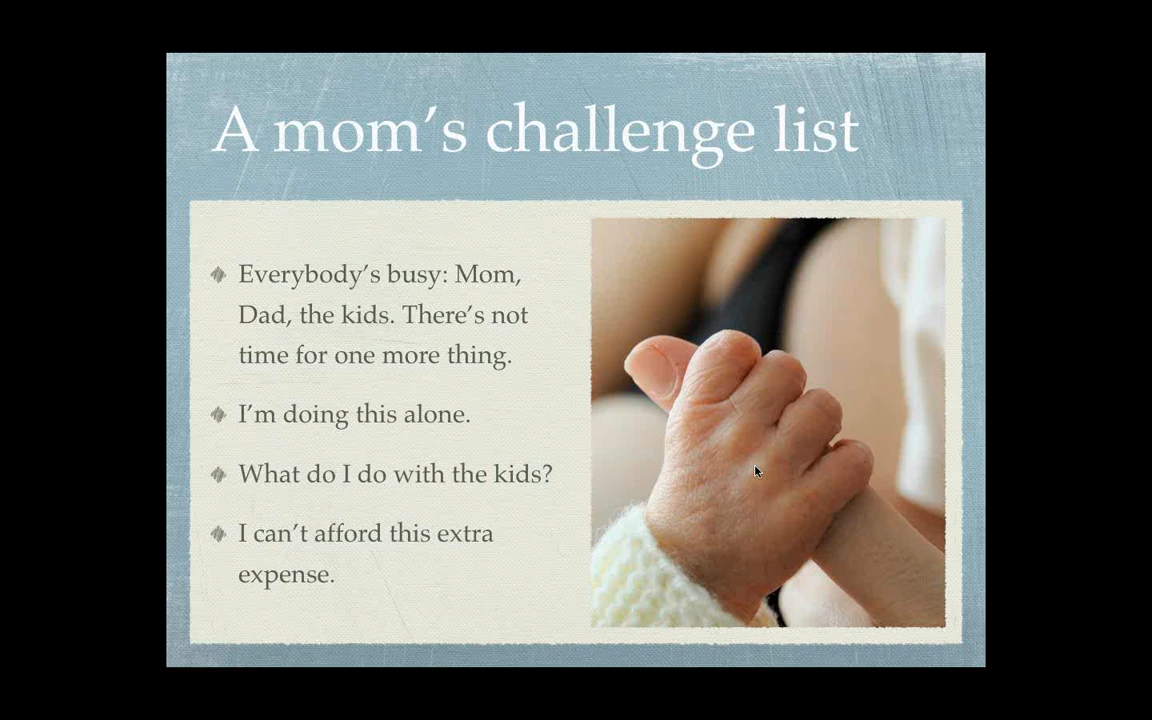 A mom’s challenge list
Everybody’s busy: Mom,
Dad, the kids. There’s not
time for one more thing.
I’m doing this alone.
What do I do with the kids?
I can’t afford this extra
expense.